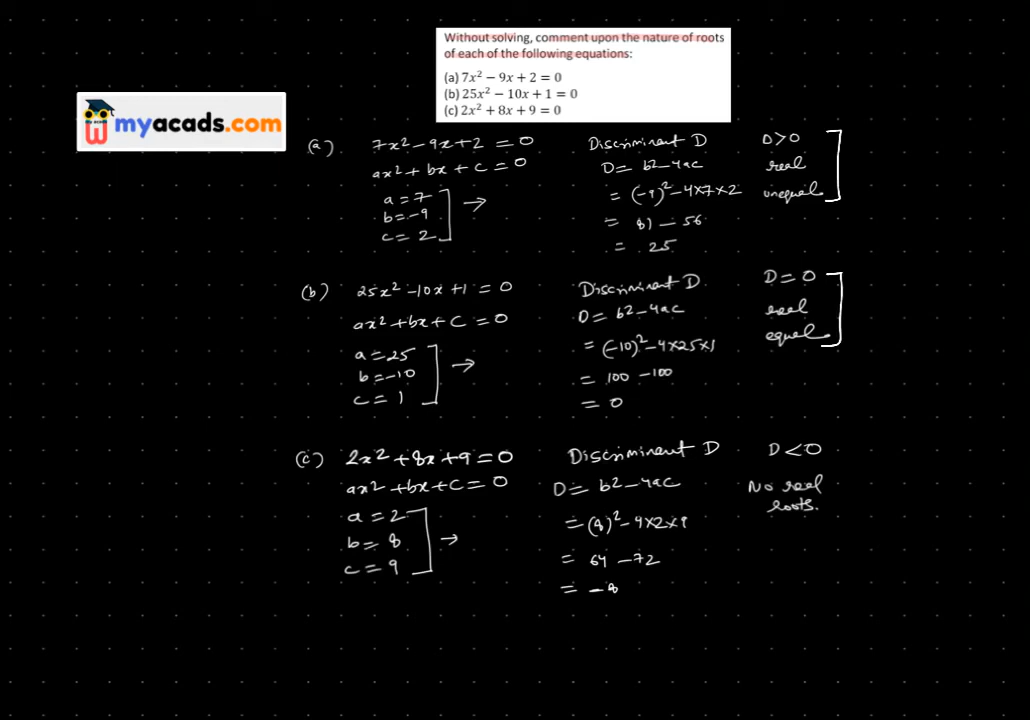 Without solving, comment upon the nature of roots
of each of the following equations:
(a) 7x² − 9x + 2 = 0
(b) 25x² − 10x + 1 = 0
(c) 2x² + 8x + 9 = 0
myacads.com
(a) 7x² − 9x + 2 = 0
ax² + bx + c = 0
a = 7
b = −9
c = 2
→
Discriminant D
D = b² − 4ac
= (−9)² − 4×7×2
= 81 − 56
= 25
D > 0
real
unequal
(b) 25x² − 10x + 1 = 0
ax² + bx + c = 0
a = 25
b = −10
c = 1
→
Discriminant D
D = b² − 4ac
= (−10)² − 4×25×1
= 100 − 100
= 0
D = 0
real
equal
(c) 2x² + 8x + 9 = 0
ax² + bx + c = 0
a = 2
b = 8
c = 9
→
Discriminant D
D = b² − 4ac
= (8)² − 4×2×9
= 64 − 72
= −8
D < 0
No real
roots.